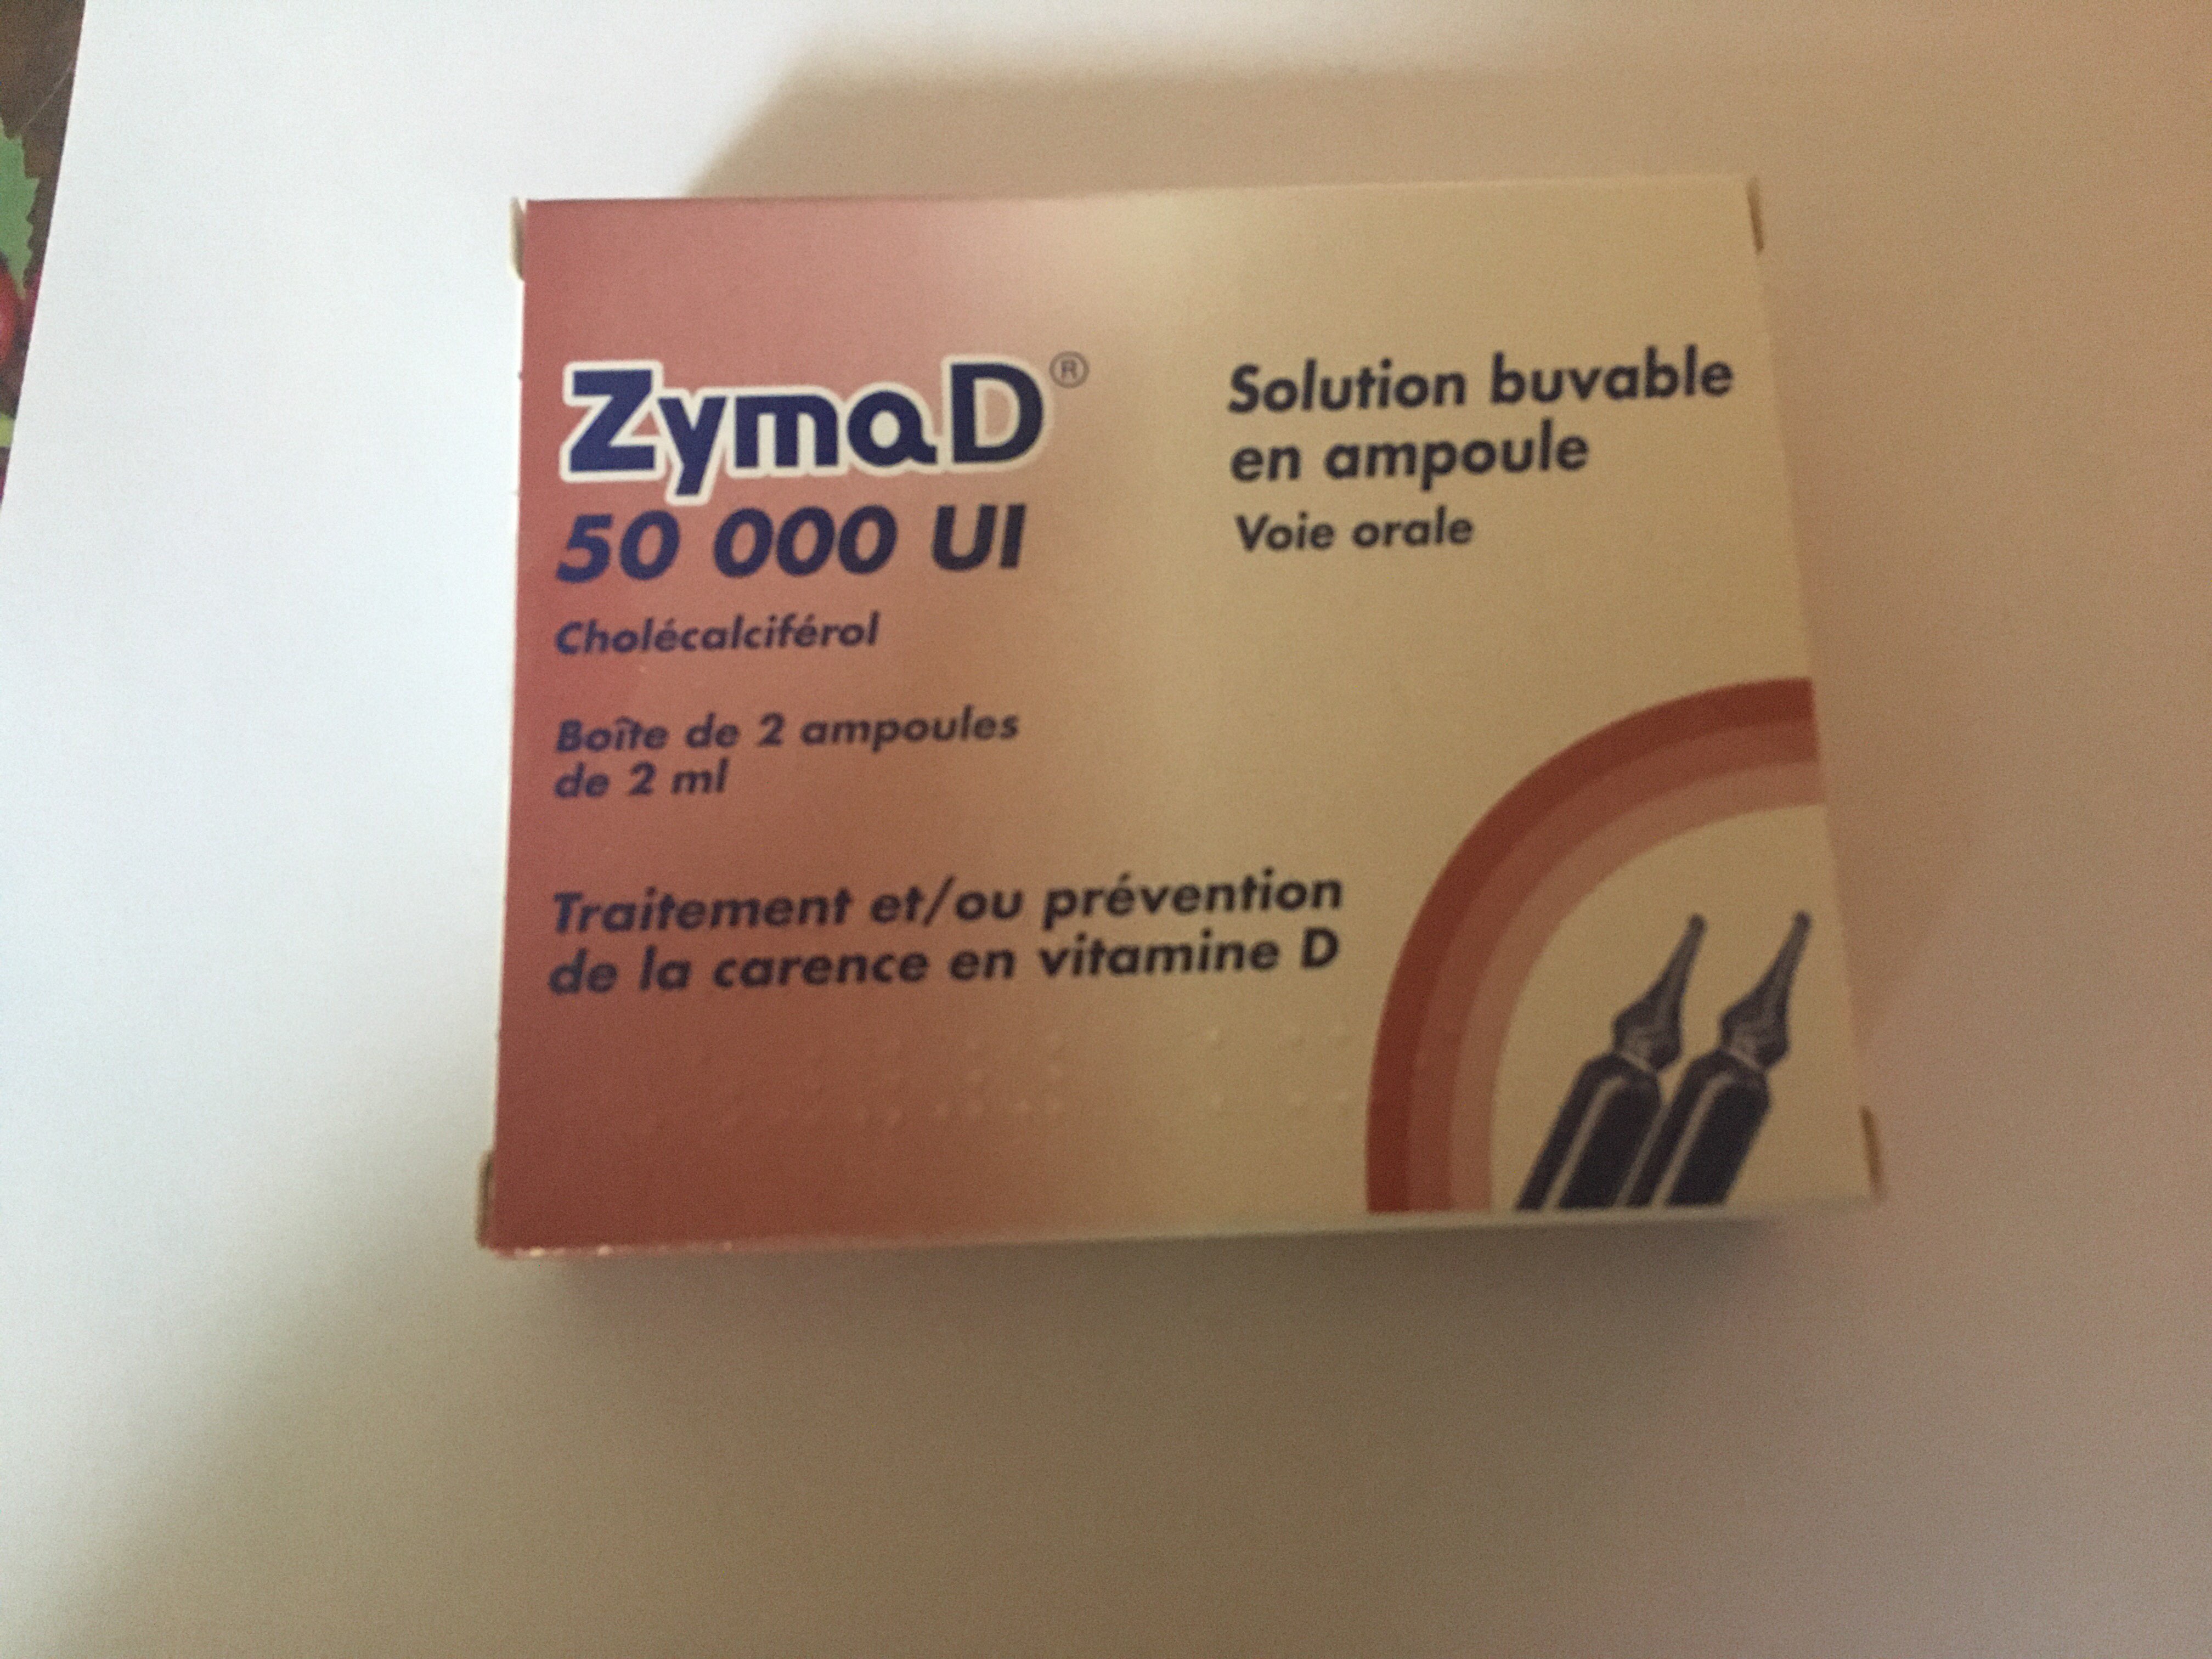 ZymaD®
50 000 UI
Cholécalciférol
Boîte de 2 ampoules
de 2 ml
Traitement et/ou prévention
de la carence en vitamine D
Solution buvable
en ampoule
Voie orale